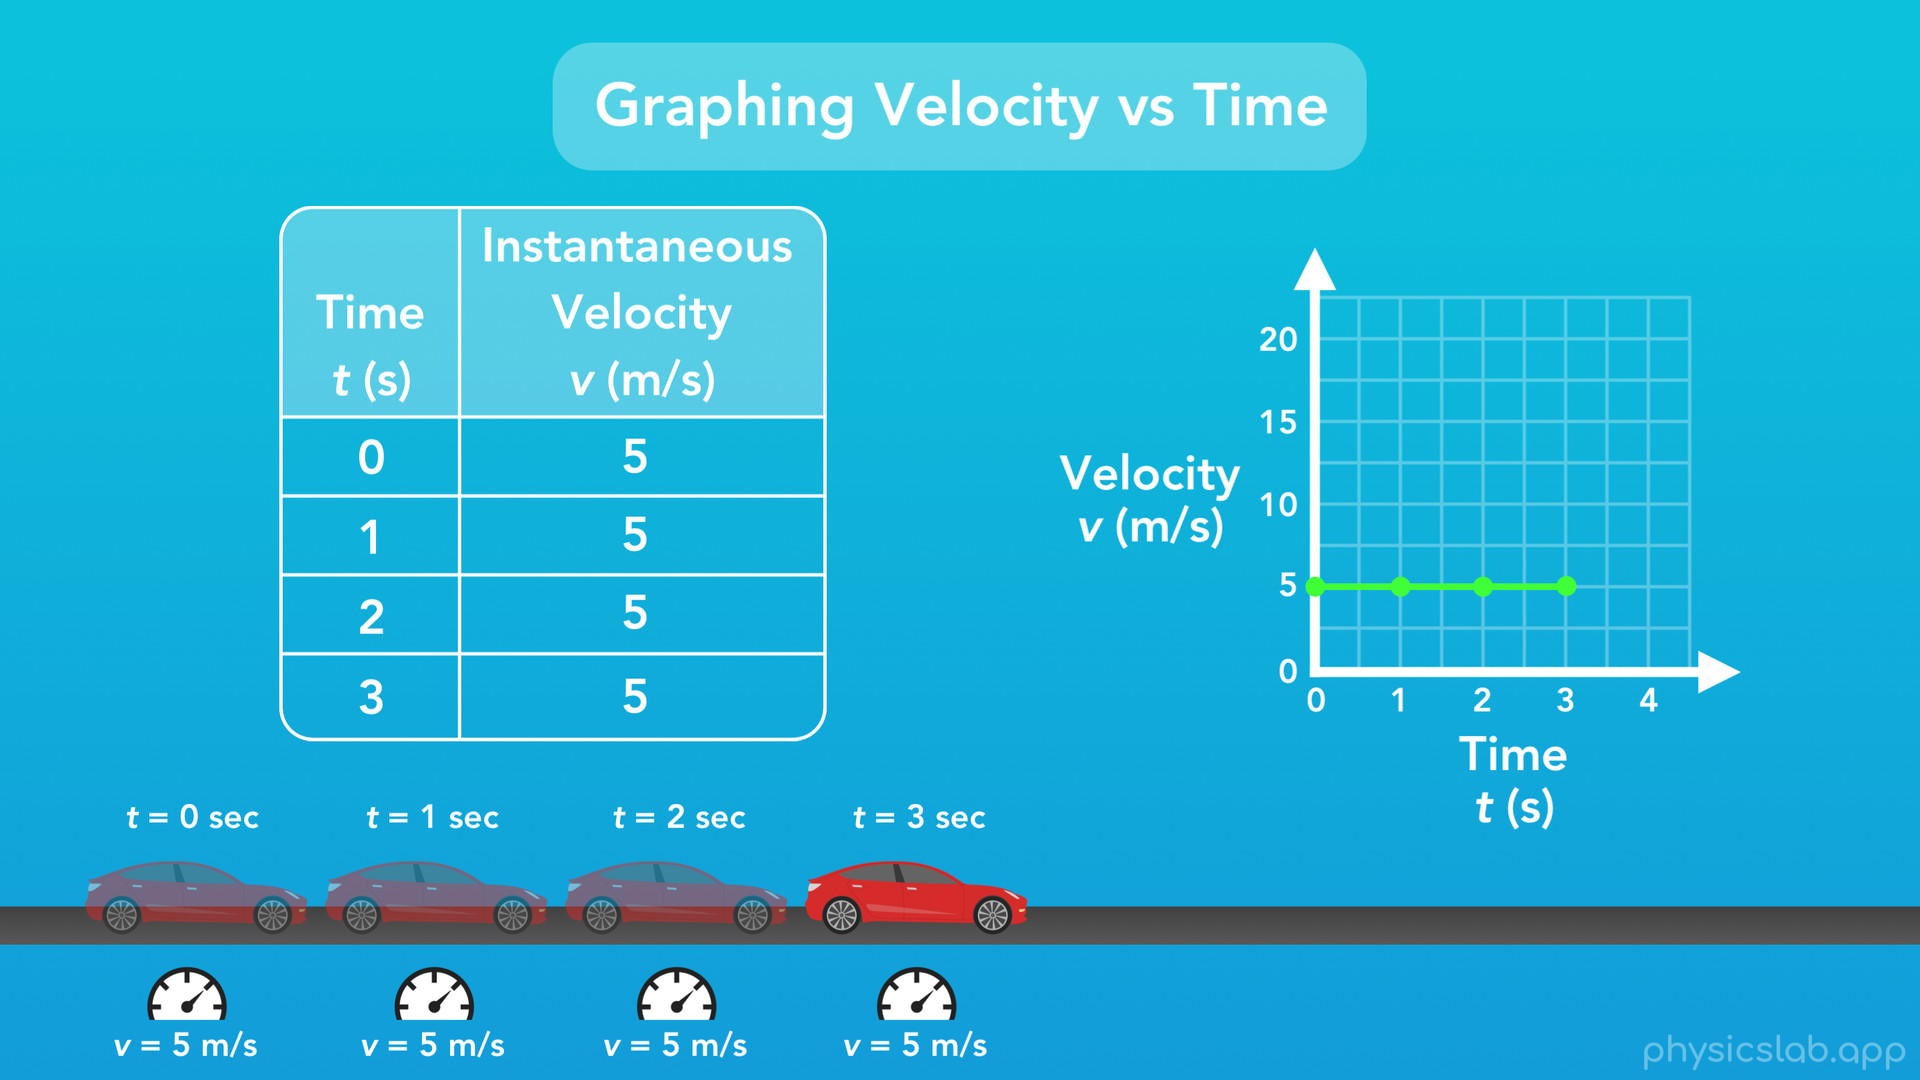 Graphing Velocity vs Time
Time
t (s)
Instantaneous
Velocity
v (m/s)
0 5
1 5
2 5
3 5
Velocity
v (m/s)
20
15
10
5
0
0 1 2 3 4
Time
t (s)
t = 0 sec t = 1 sec t = 2 sec t = 3 sec
v = 5 m/s v = 5 m/s v = 5 m/s v = 5 m/s
physicslab.app